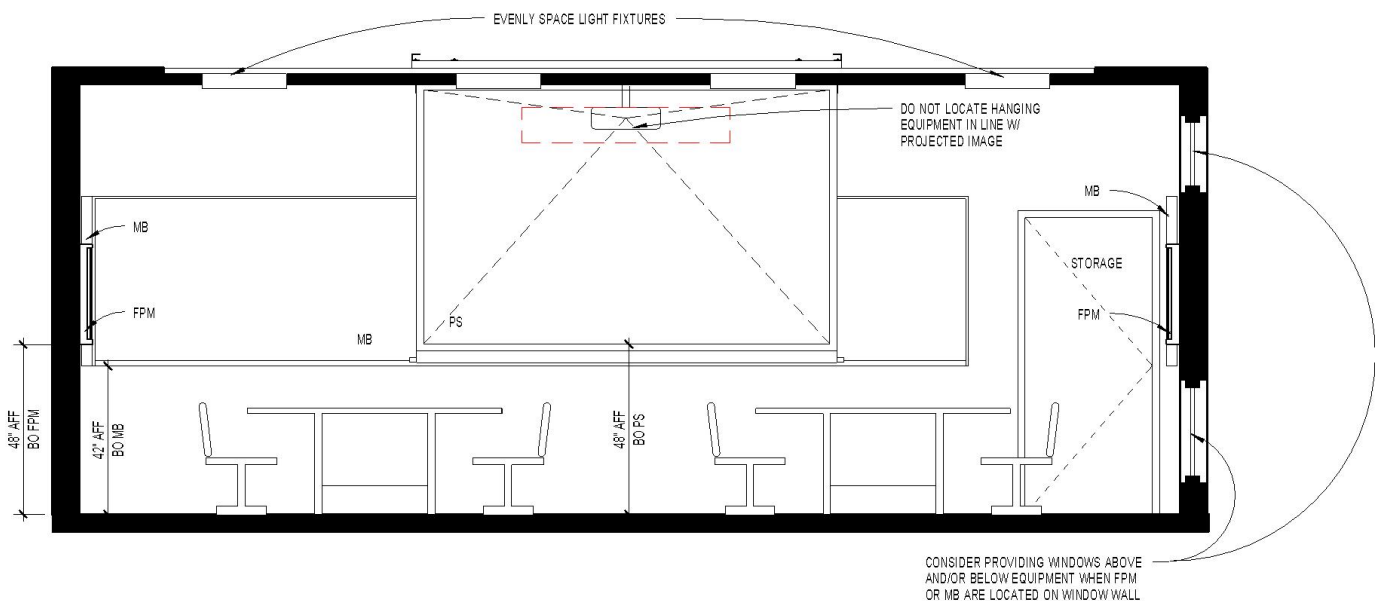 EVENLY SPACE LIGHT FIXTURES
DO NOT LOCATE HANGING
EQUIPMENT IN LINE W/
PROJECTED IMAGE
MB
MB
STORAGE
FPM
FPM
PS
MB
48" AFF
BO FPM
42" AFF
BO MB
48" AFF
BO PS
CONSIDER PROVIDING WINDOWS ABOVE
AND/OR BELOW EQUIPMENT WHEN FPM
OR MB ARE LOCATED ON WINDOW WALL